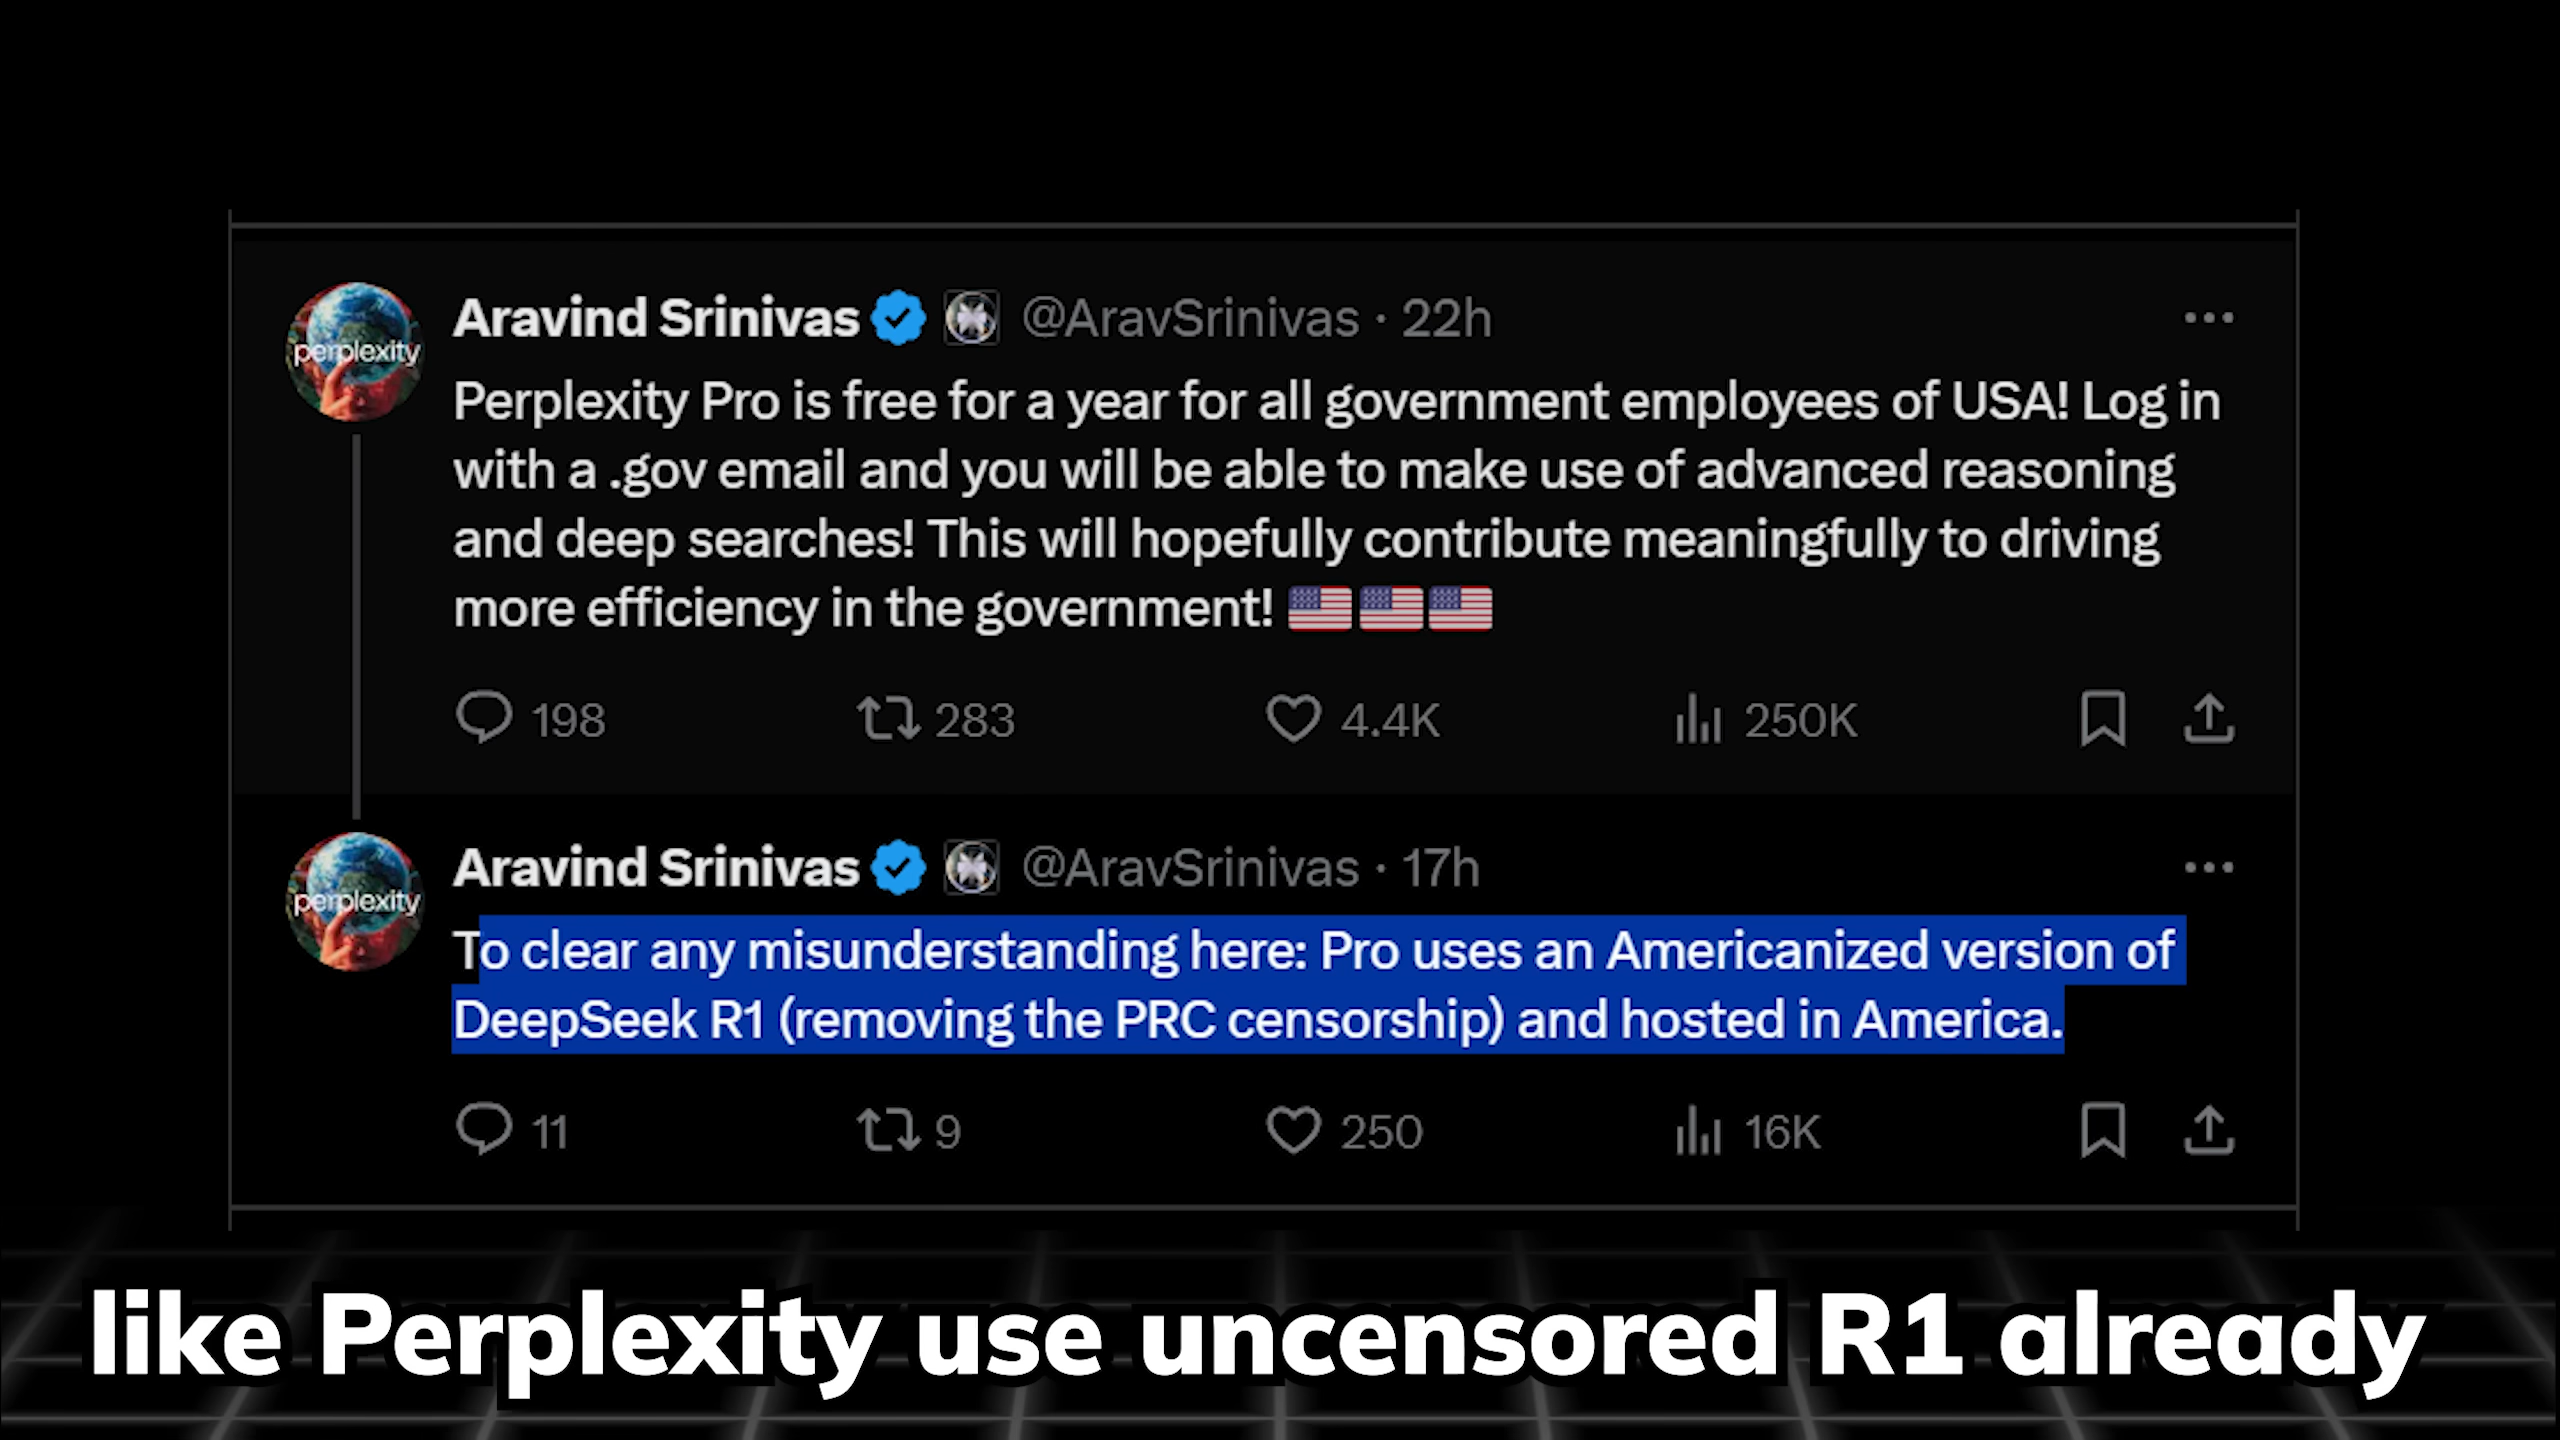 Aravind Srinivas @AravSrinivas · 22h
perplexity
Perplexity Pro is free for a year for all government employees of USA! Log in
with a .gov email and you will be able to make use of advanced reasoning
and deep searches! This will hopefully contribute meaningfully to driving
more efficiency in the government! 🇺🇸🇺🇸🇺🇸
198 283 4.4K 250K
Aravind Srinivas @AravSrinivas · 17h
perplexity
To clear any misunderstanding here: Pro uses an Americanized version of
DeepSeek R1 (removing the PRC censorship) and hosted in America.
11 9 250 16K
like Perplexity use uncensored R1 already